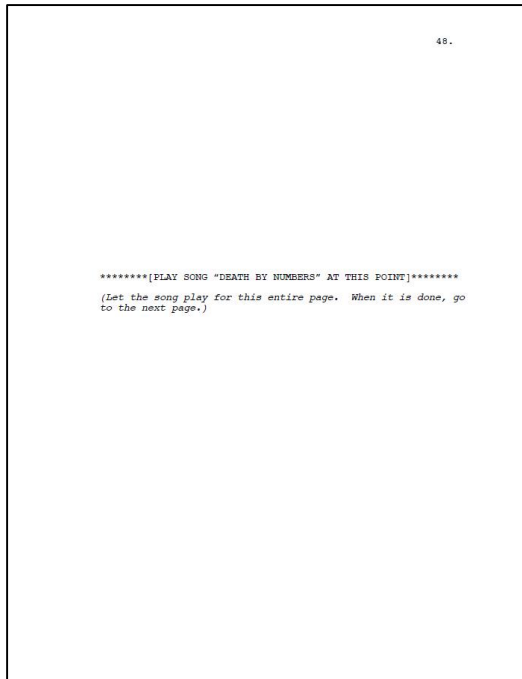 48.
********[PLAY SONG "DEATH BY NUMBERS" AT THIS POINT]********
(Let the song play for this entire page.  When it is done, go
to the next page.)